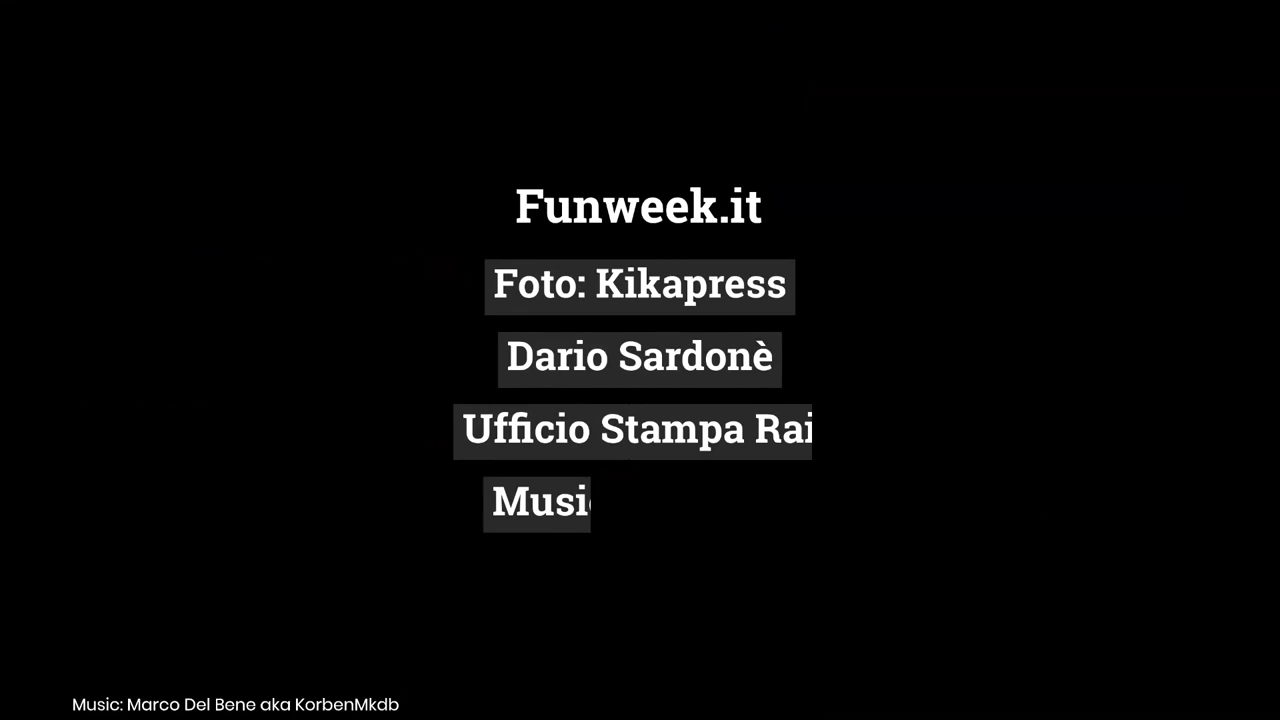 Funweek.it
Foto: Kikapress
Dario Sardonè
Ufficio Stampa Rai
Musi
Music: Marco Del Bene aka KorbenMkdb